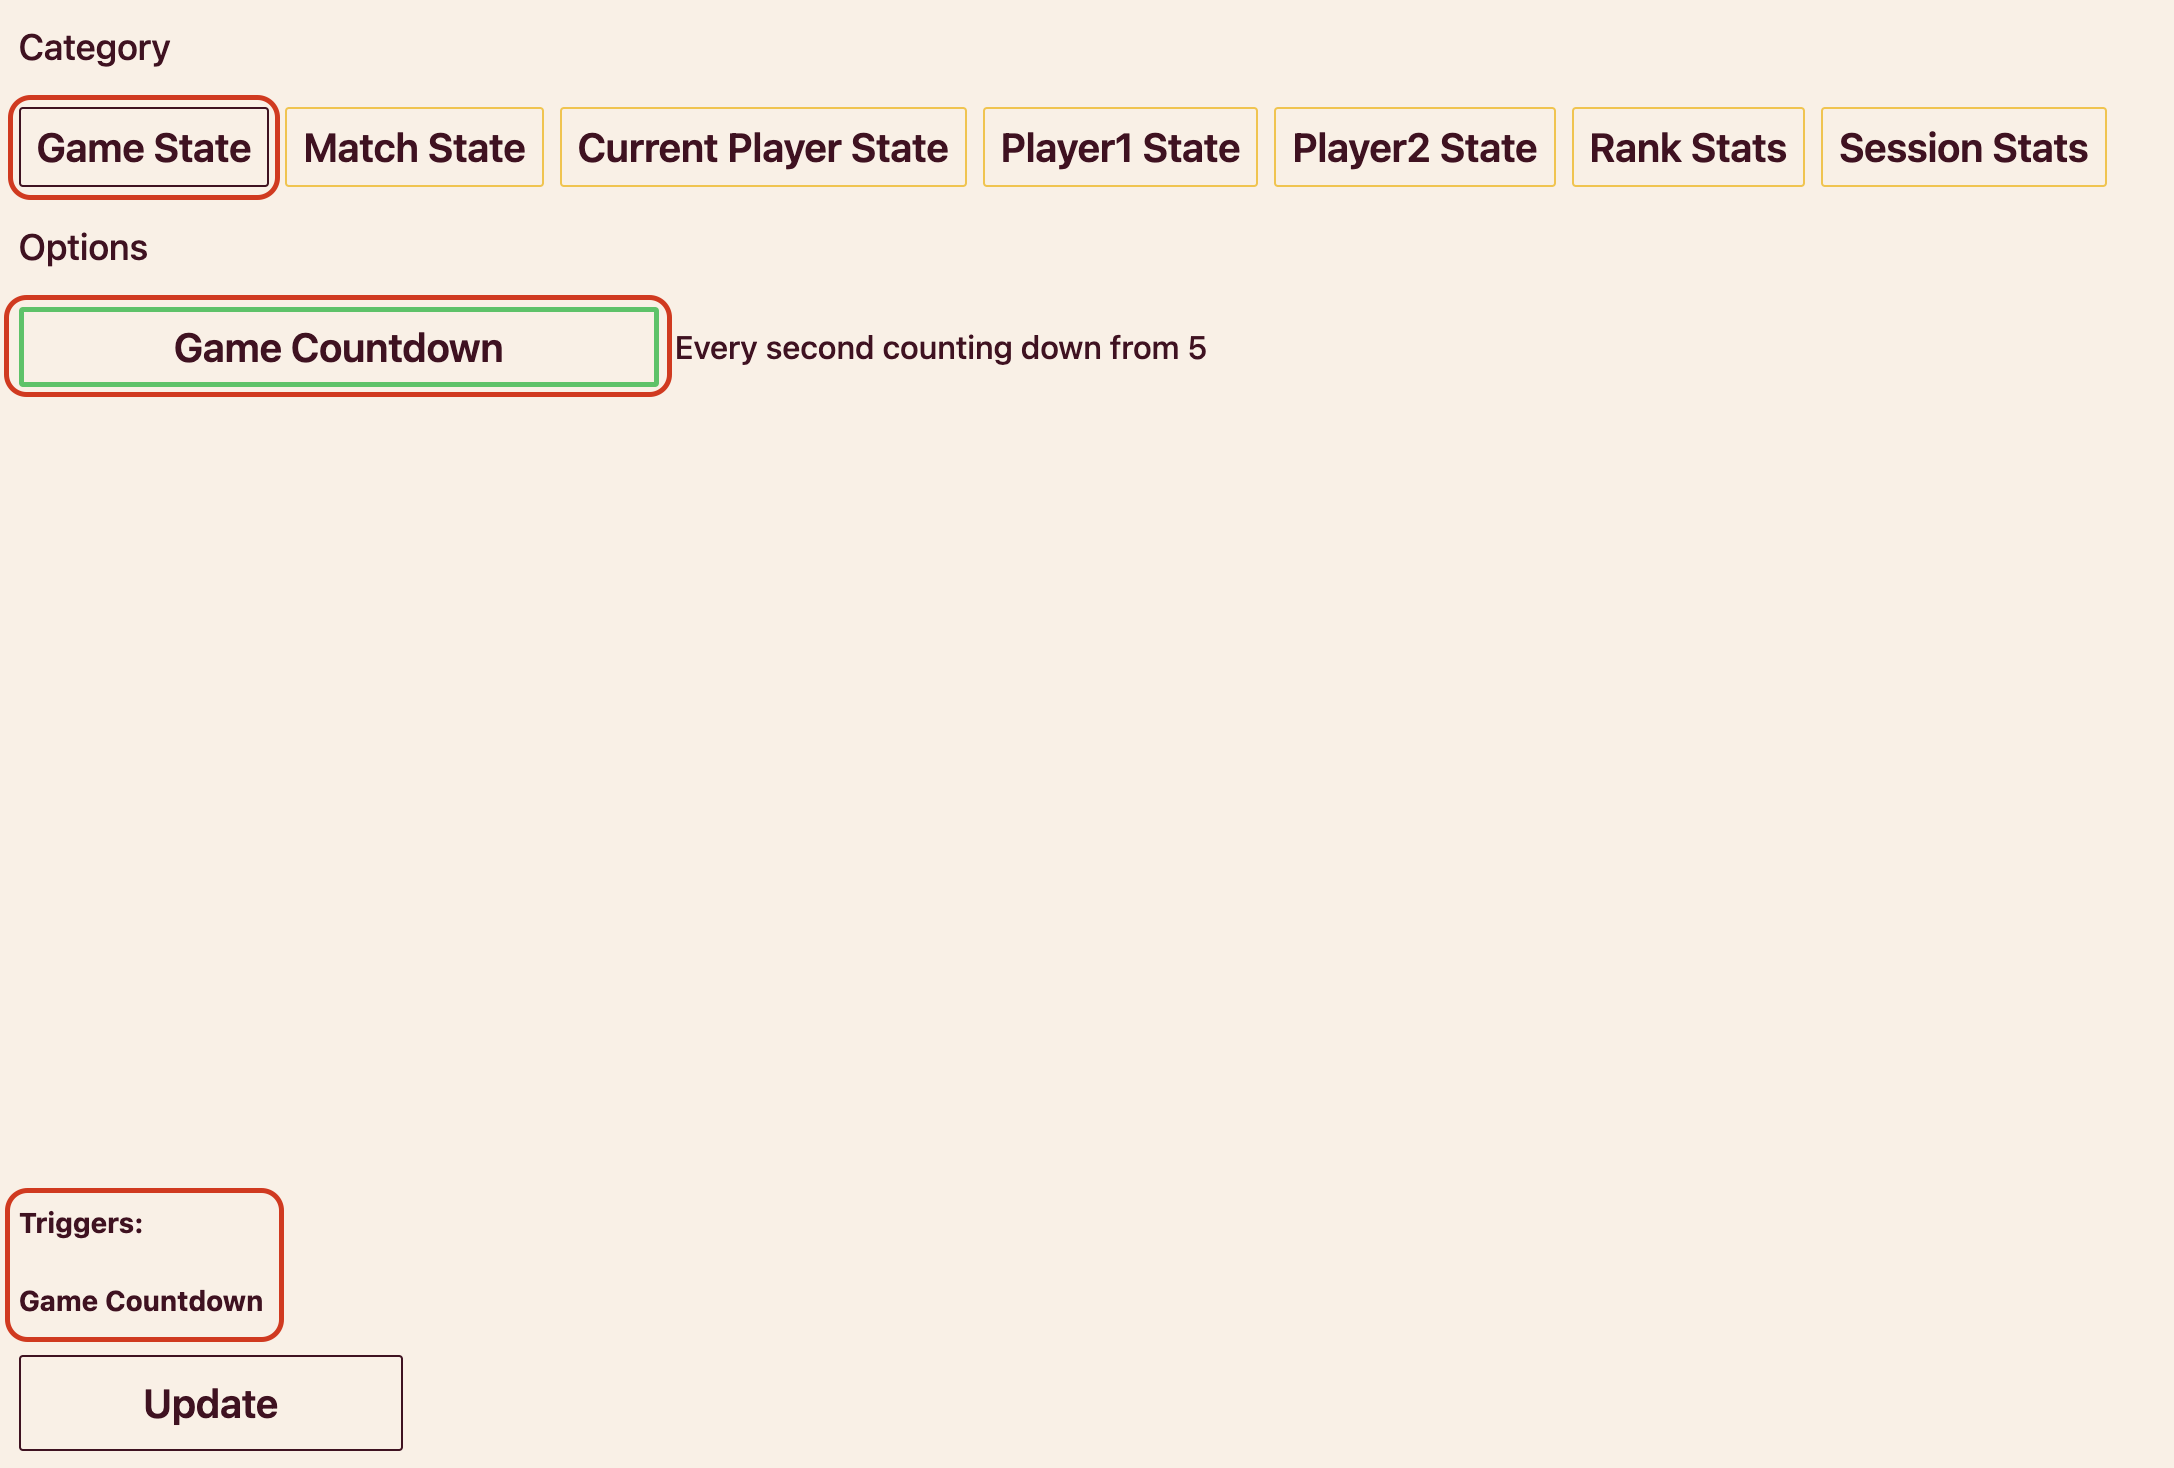 Category
Game State Match State Current Player State Player1 State Player2 State Rank Stats Session Stats
Options
Game Countdown Every second counting down from 5
Triggers:
Game Countdown
Update